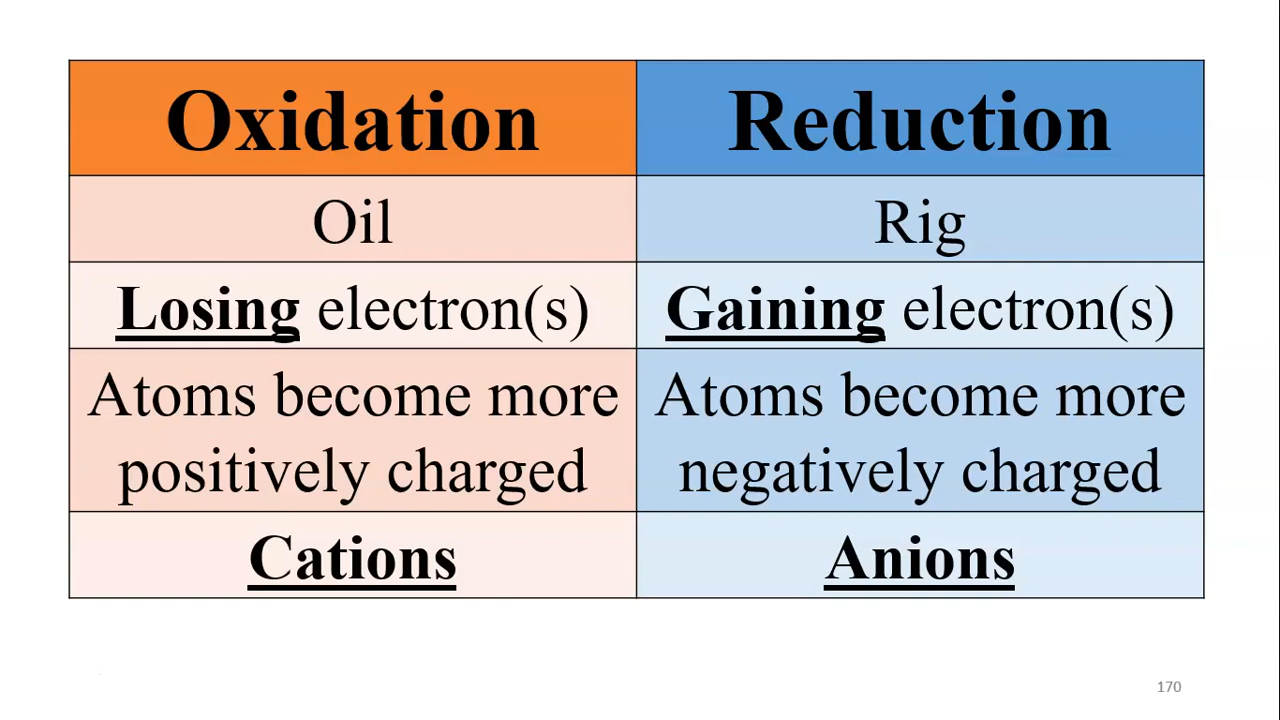 Oxidation
Reduction
Oil
Rig
Losing electron(s)
Gaining electron(s)
Atoms become more
positively charged
Atoms become more
negatively charged
Cations
Anions
170